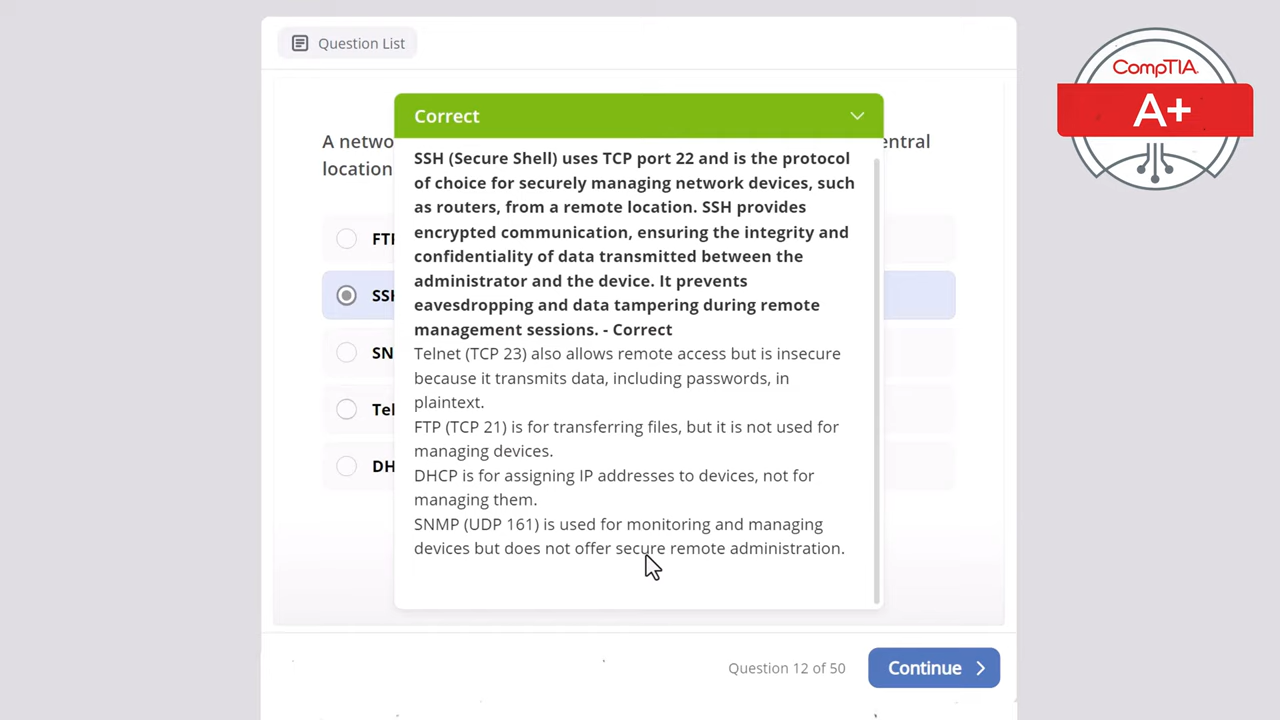 Question List
CompTIA
A+
Correct
A netwo
entral
location
SSH (Secure Shell) uses TCP port 22 and is the protocol
of choice for securely managing network devices, such
as routers, from a remote location. SSH provides
encrypted communication, ensuring the integrity and
confidentiality of data transmitted between the
administrator and the device. It prevents
eavesdropping and data tampering during remote
management sessions. - Correct
Telnet (TCP 23) also allows remote access but is insecure
because it transmits data, including passwords, in
plaintext.
FTP (TCP 21) is for transferring files, but it is not used for
managing devices.
DHCP is for assigning IP addresses to devices, not for
managing them.
SNMP (UDP 161) is used for monitoring and managing
devices but does not offer secure remote administration.
FTP
SSH
SN
Tel
DH
Question 12 of 50
Continue